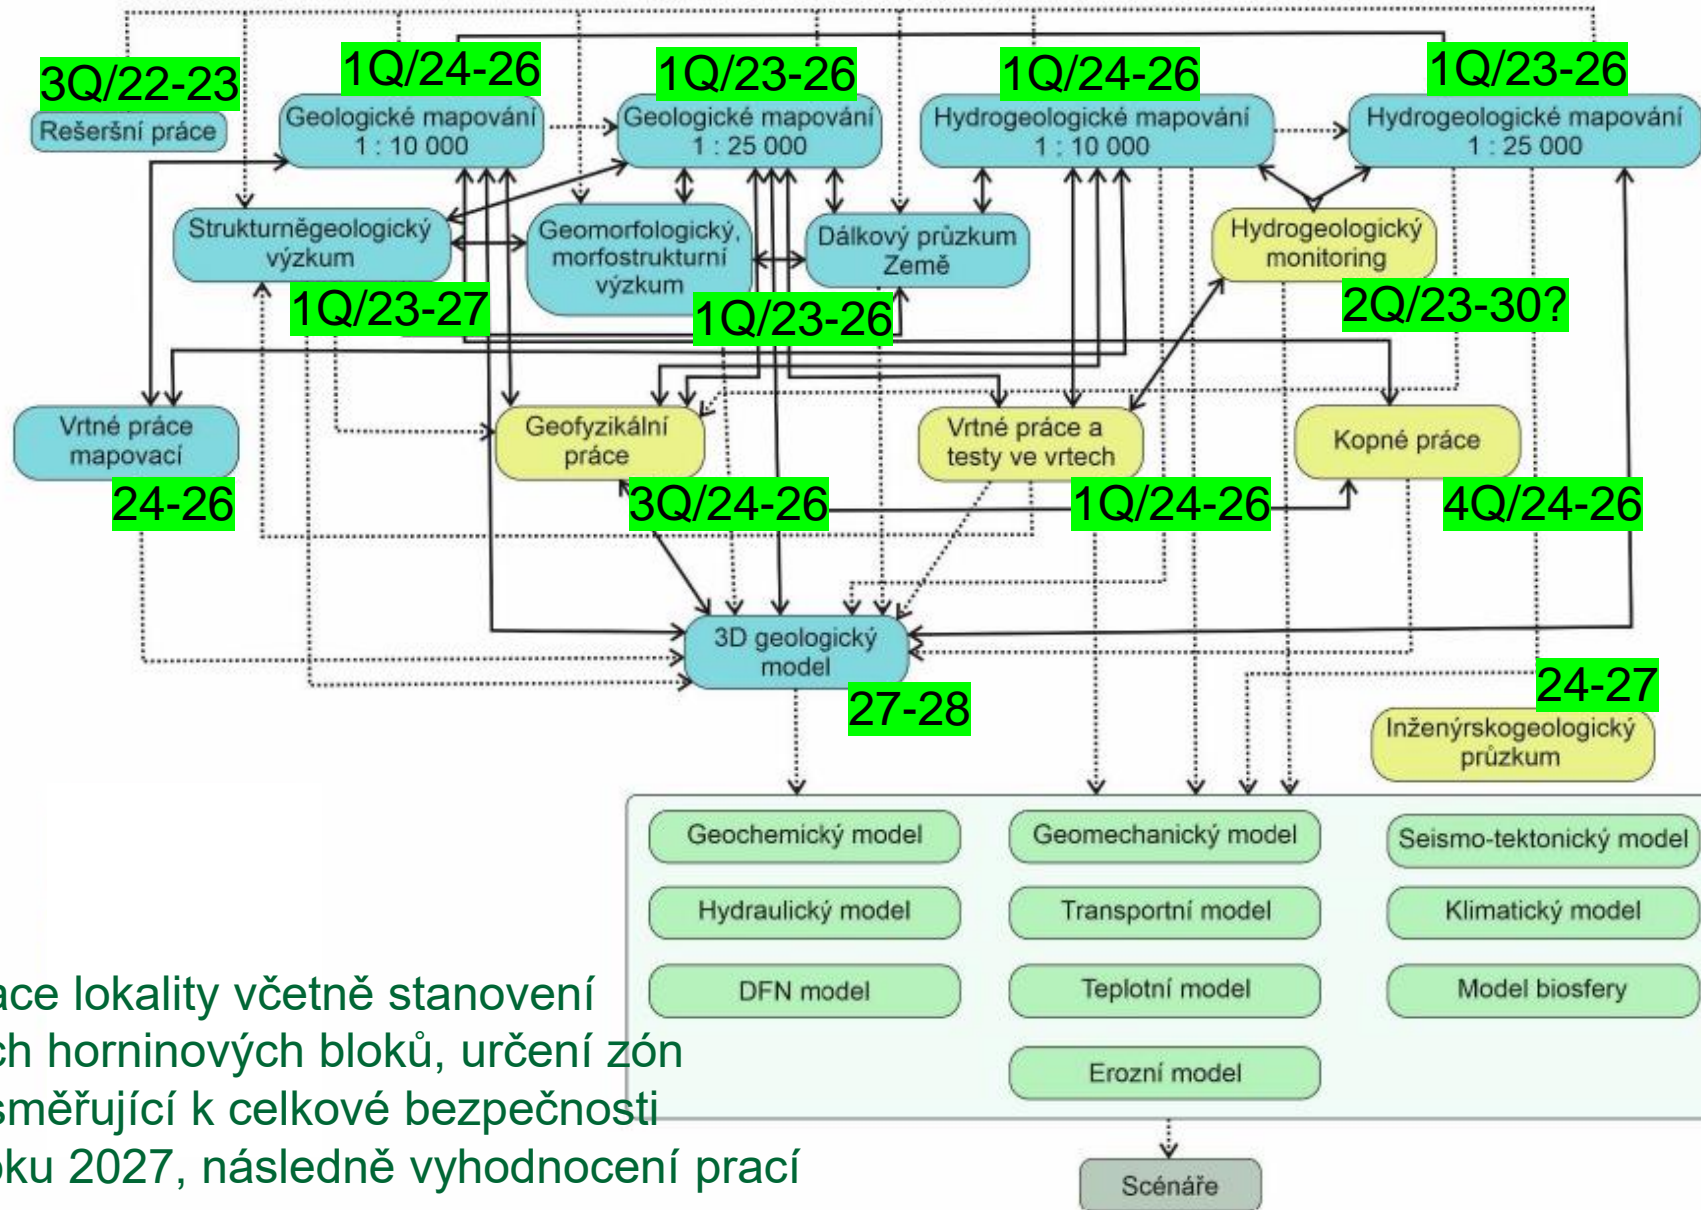 3Q/22-23
Rešeršní práce
1Q/24-26
Geologické mapování
1 : 10 000
1Q/23-26
Geologické mapování
1 : 25 000
1Q/24-26
Hydrogeologické mapování
1 : 10 000
1Q/23-26
Hydrogeologické mapování
1 : 25 000
Strukturněgeologický
výzkum
1Q/23-27
Geomorfologický,
morfostrukturní
výzkum
Dálkový průzkum
Země
1Q/23-26
Hydrogeologický
monitoring
2Q/23-30?
Vrtné práce
mapovací
24-26
Geofyzikální
práce
3Q/24-26
Vrtné práce a
testy ve vrtech
1Q/24-26
Kopné práce
4Q/24-26
3D geologický
model
27-28
24-27
Inženýrskogeologický
průzkum
Geochemický model
Geomechanický model
Seismo-tektonický model
Hydraulický model
Transportní model
Klimatický model
DFN model
Teplotní model
Model biosfery
Erozní model
ace lokality včetně stanovení
ch horninových bloků, určení zón
směřující k celkové bezpečnosti
oku 2027, následně vyhodnocení prací
Scénáře